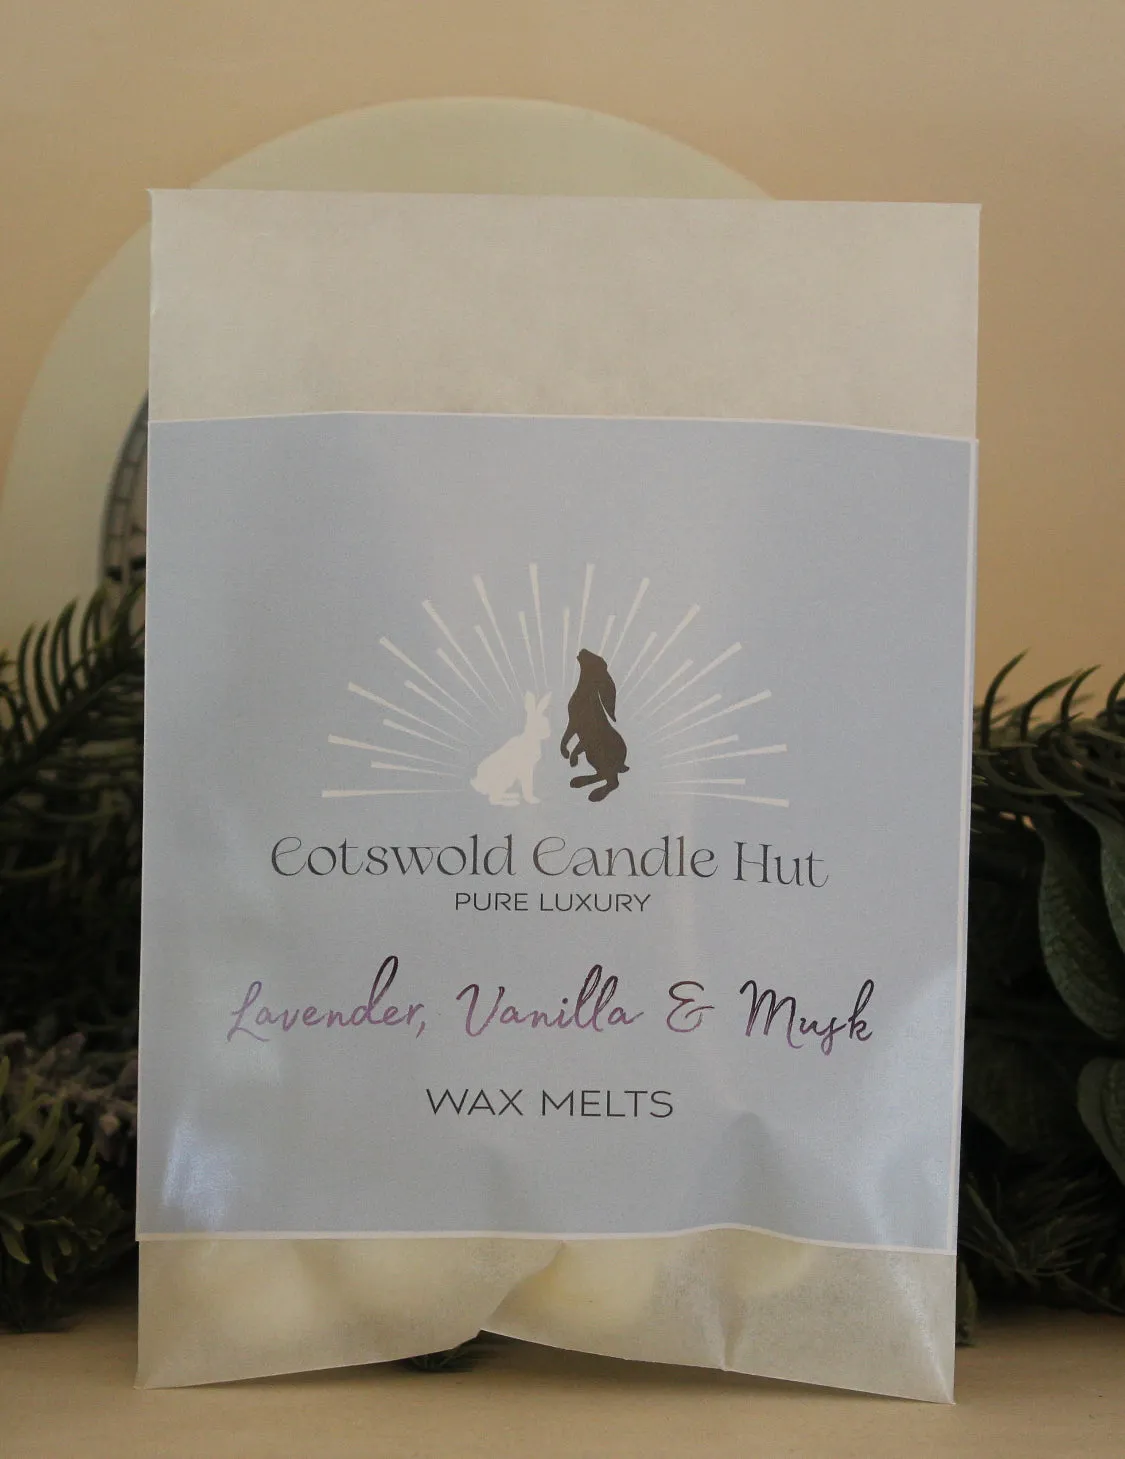 Cotswold Candle Hut
PURE LUXURY
Lavender, Vanilla & Musk
WAX MELTS